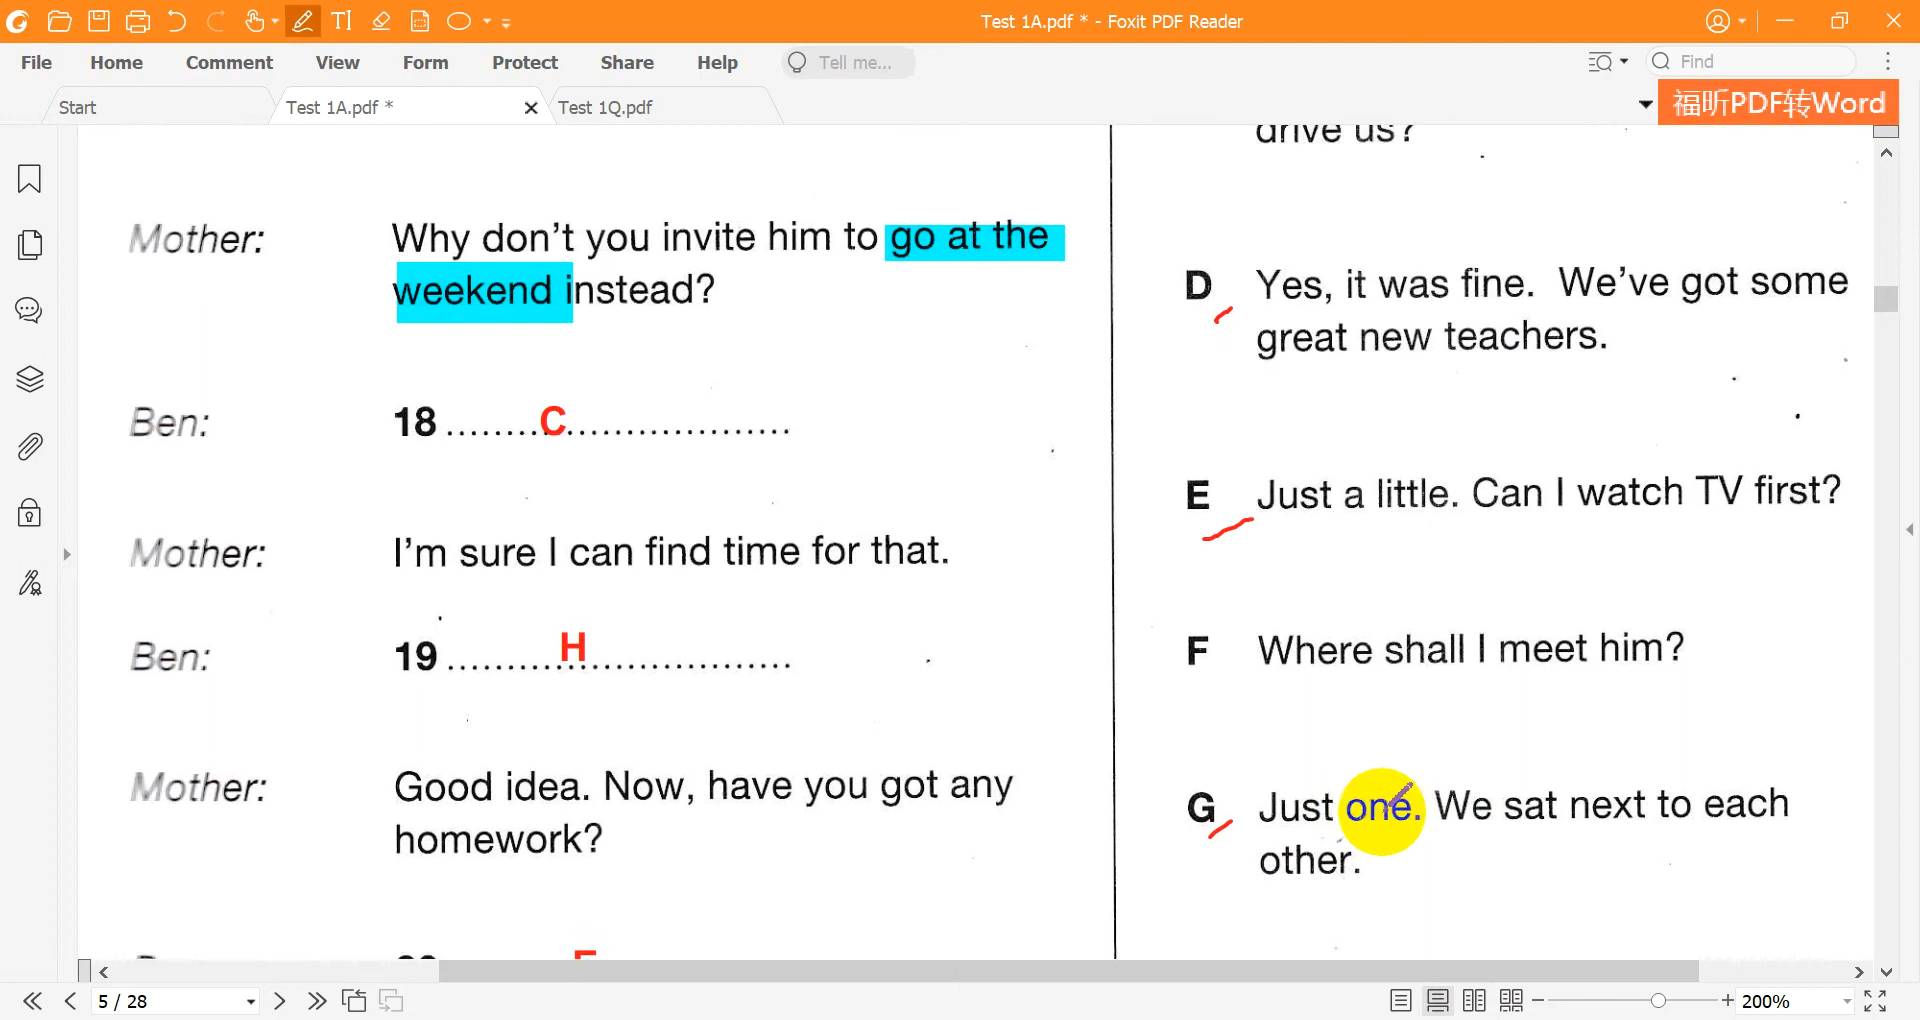 Test 1A.pdf * - Foxit PDF Reader
File Home Comment View Form Protect Share Help Tell me... Find
Start Test 1A.pdf * Test 1Q.pdf 福昕PDF转Word
drive us?
Mother: Why don't you invite him to go at the
weekend instead?
Ben: 18 ........C....................
Mother: I'm sure I can find time for that.
Ben: 19 ........H....................
Mother: Good idea. Now, have you got any
homework?
D Yes, it was fine. We've got some
great new teachers.
E Just a little. Can I watch TV first?
F Where shall I meet him?
G Just one. We sat next to each
other.
5 / 28 200%